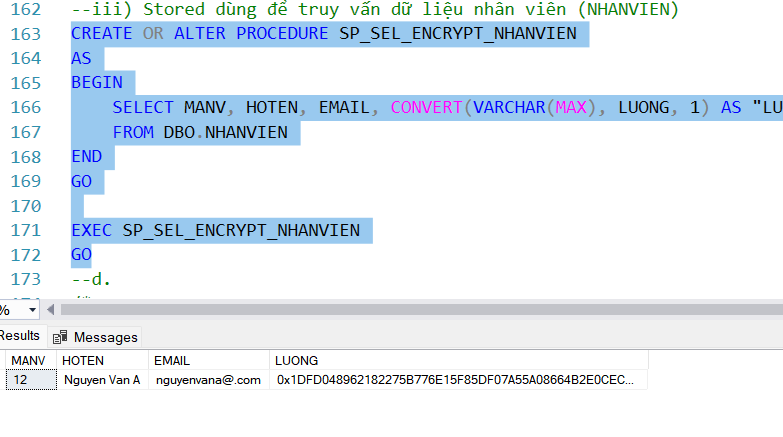 162 --iii) Stored dùng để truy vấn dữ liệu nhân viên (NHANVIEN)
163 CREATE OR ALTER PROCEDURE SP_SEL_ENCRYPT_NHANVIEN
164 AS
165 BEGIN
166 SELECT MANV, HOTEN, EMAIL, CONVERT(VARCHAR(MAX), LUONG, 1) AS "LU
167 FROM DBO.NHANVIEN
168 END
169 GO
170
171 EXEC SP_SEL_ENCRYPT_NHANVIEN
172 GO
173 --d.
%
Results Messages
MANV HOTEN EMAIL LUONG
12 Nguyen Van A nguyenvana@.com 0x1DFD048962182275B776E15F85DF07A55A08664B2E0CEC...